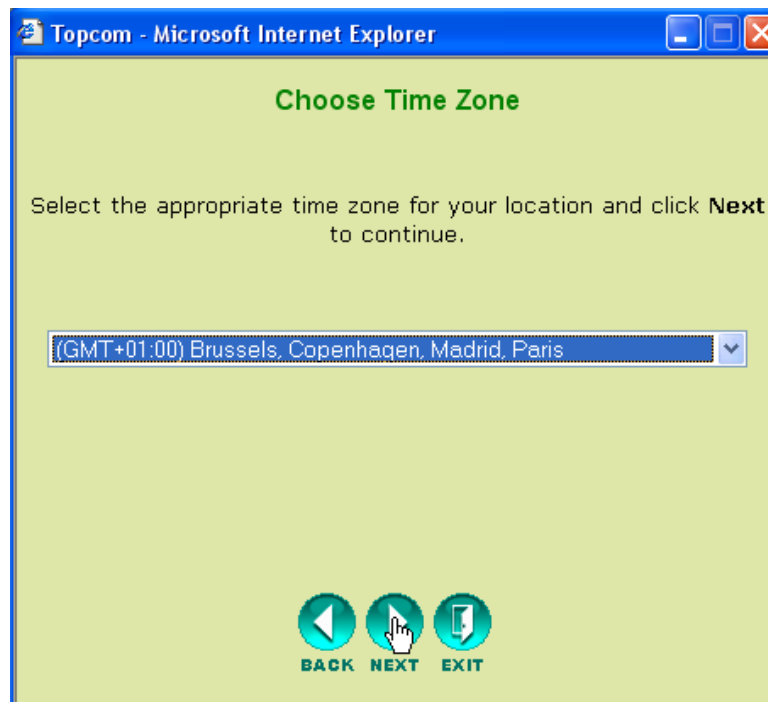 Topcom - Microsoft Internet Explorer
Choose Time Zone
Select the appropriate time zone for your location and click Next
to continue.
(GMT+01:00) Brussels, Copenhagen, Madrid, Paris
BACK NEXT EXIT